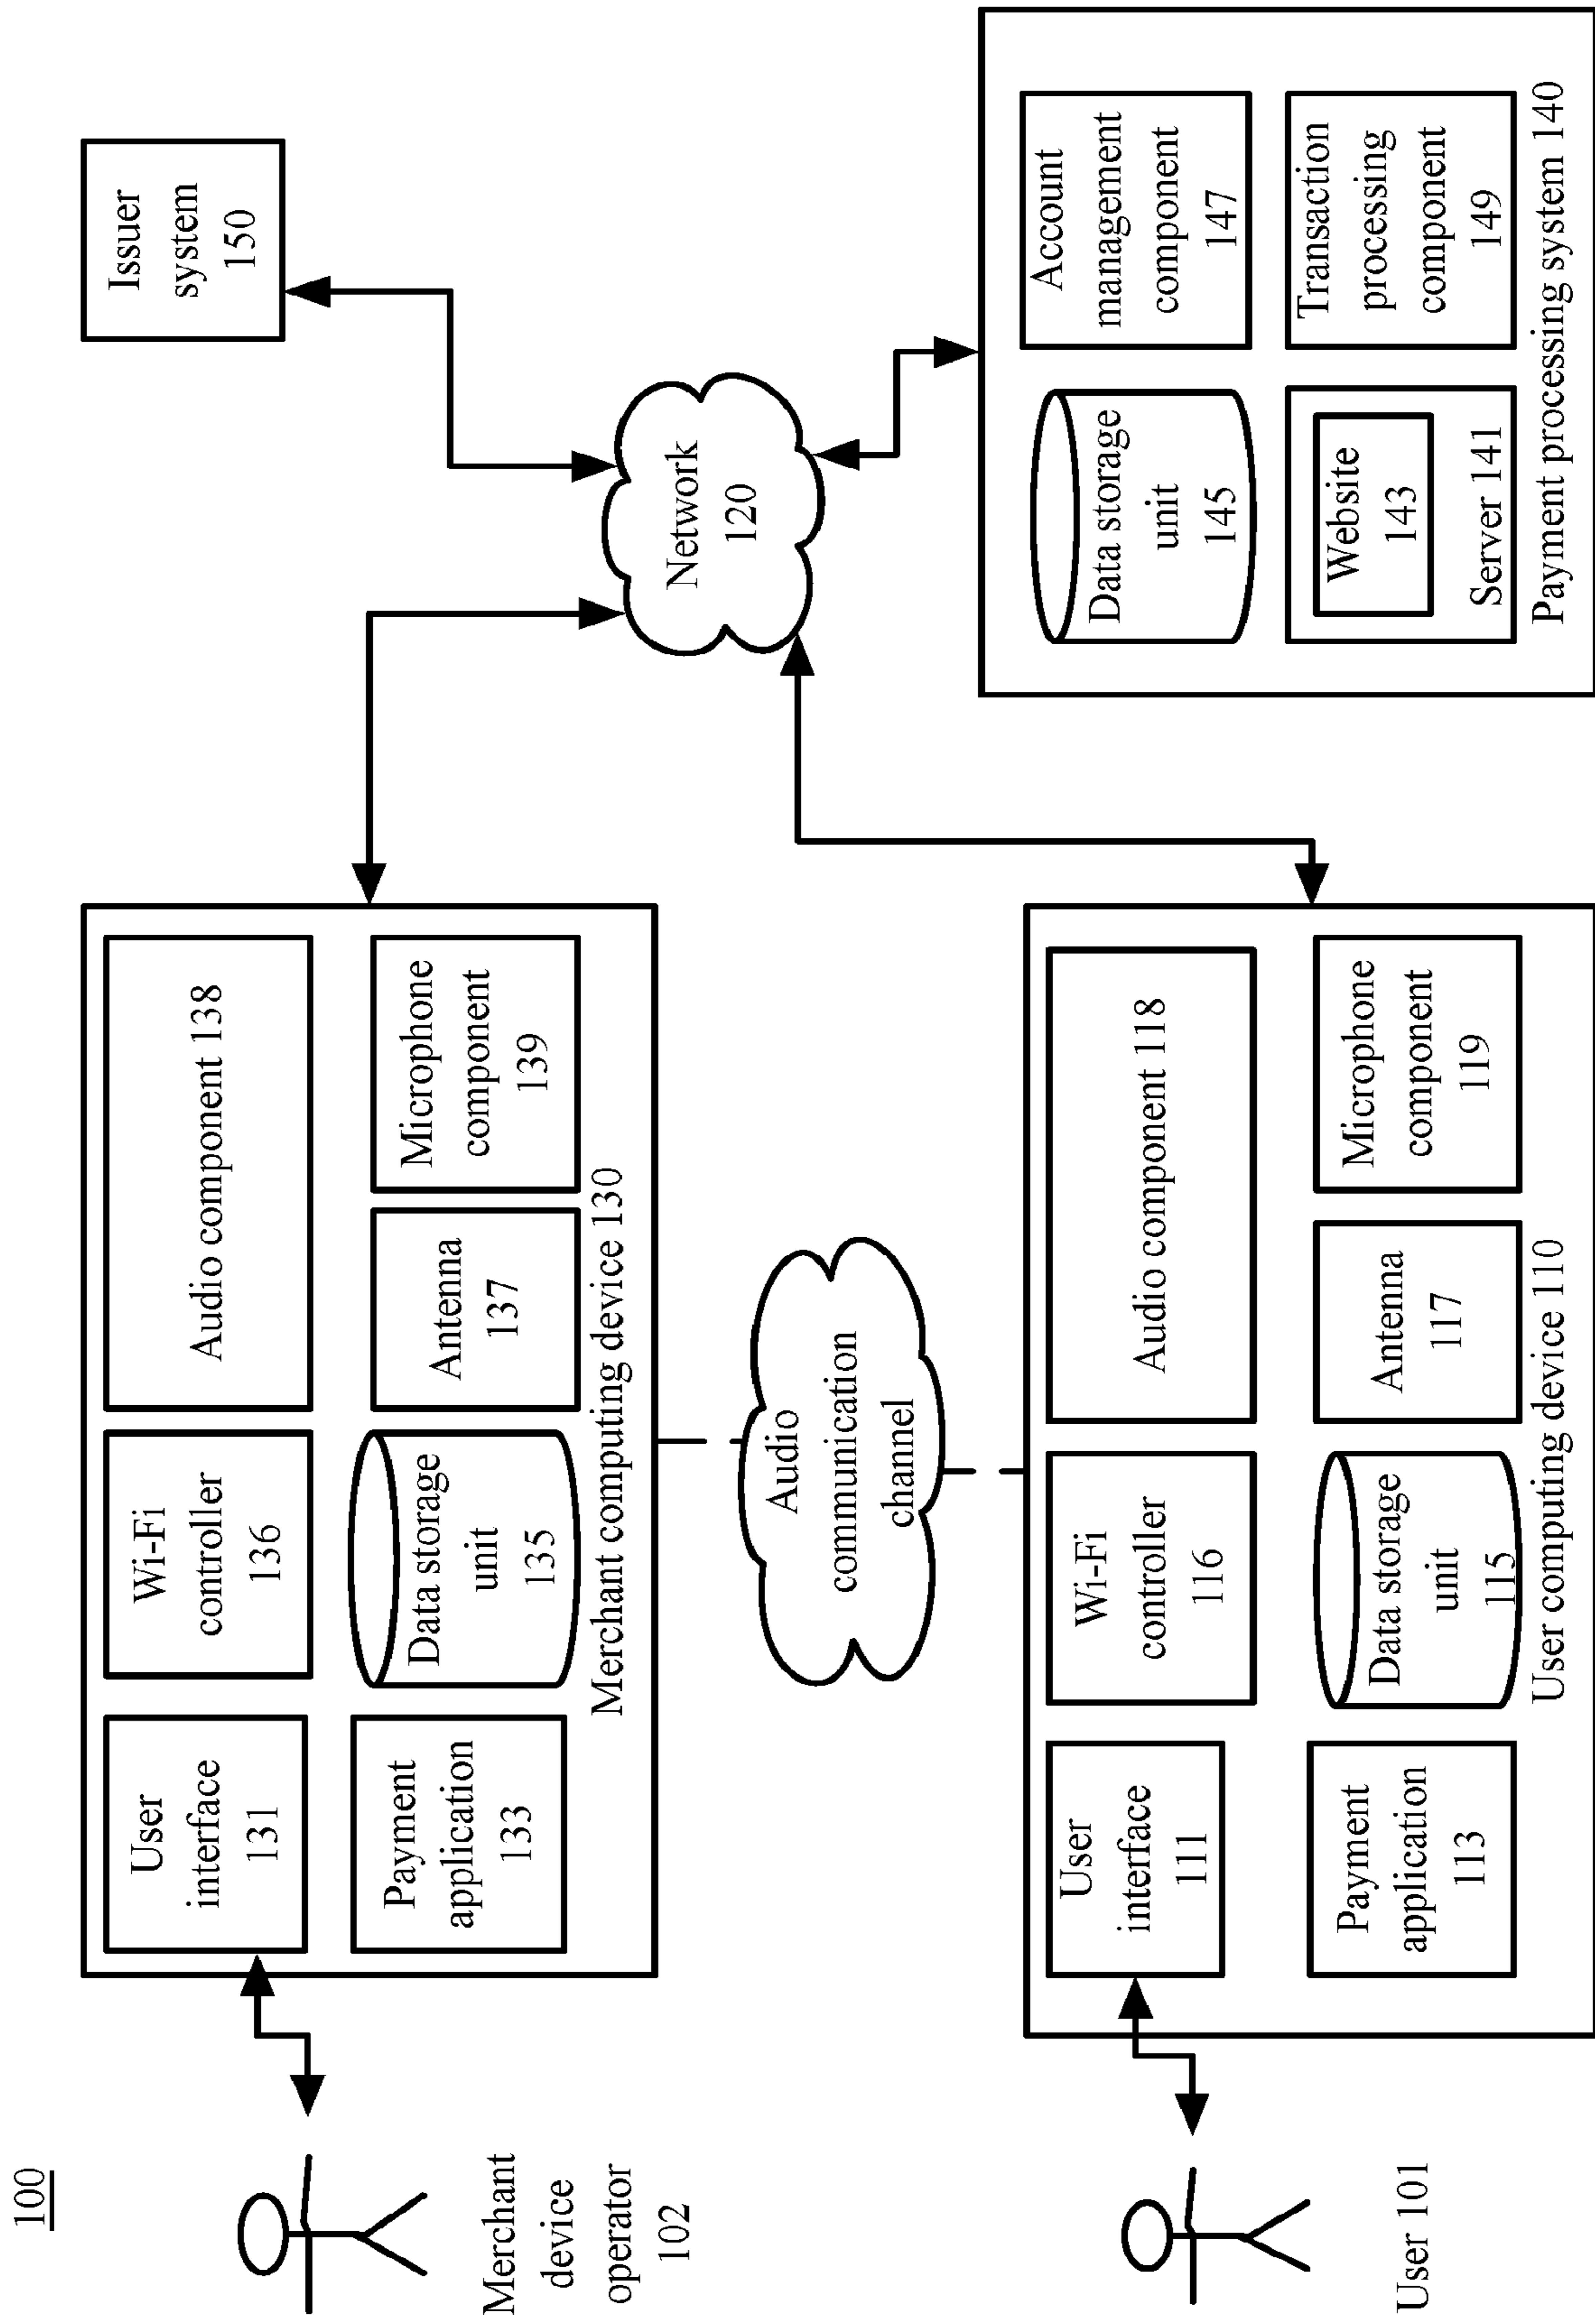 100
Merchant
device
operator
102
User
interface
131
Wi-Fi
controller
136
Audio component 138
Payment
application
133
Data storage
unit
135
Antenna
137
Microphone
component
139
Merchant computing device 130
Issuer
system
150
Network
120
Audio
communication
channel
User 101
User
interface
111
Wi-Fi
controller
116
Audio component 118
Payment
application
113
Data storage
unit
115
Antenna
117
Microphone
component
119
User computing device 110
Data storage
unit
145
Account
management
component
147
Website
143
Server 141
Transaction
processing
component
149
Payment processing system 140